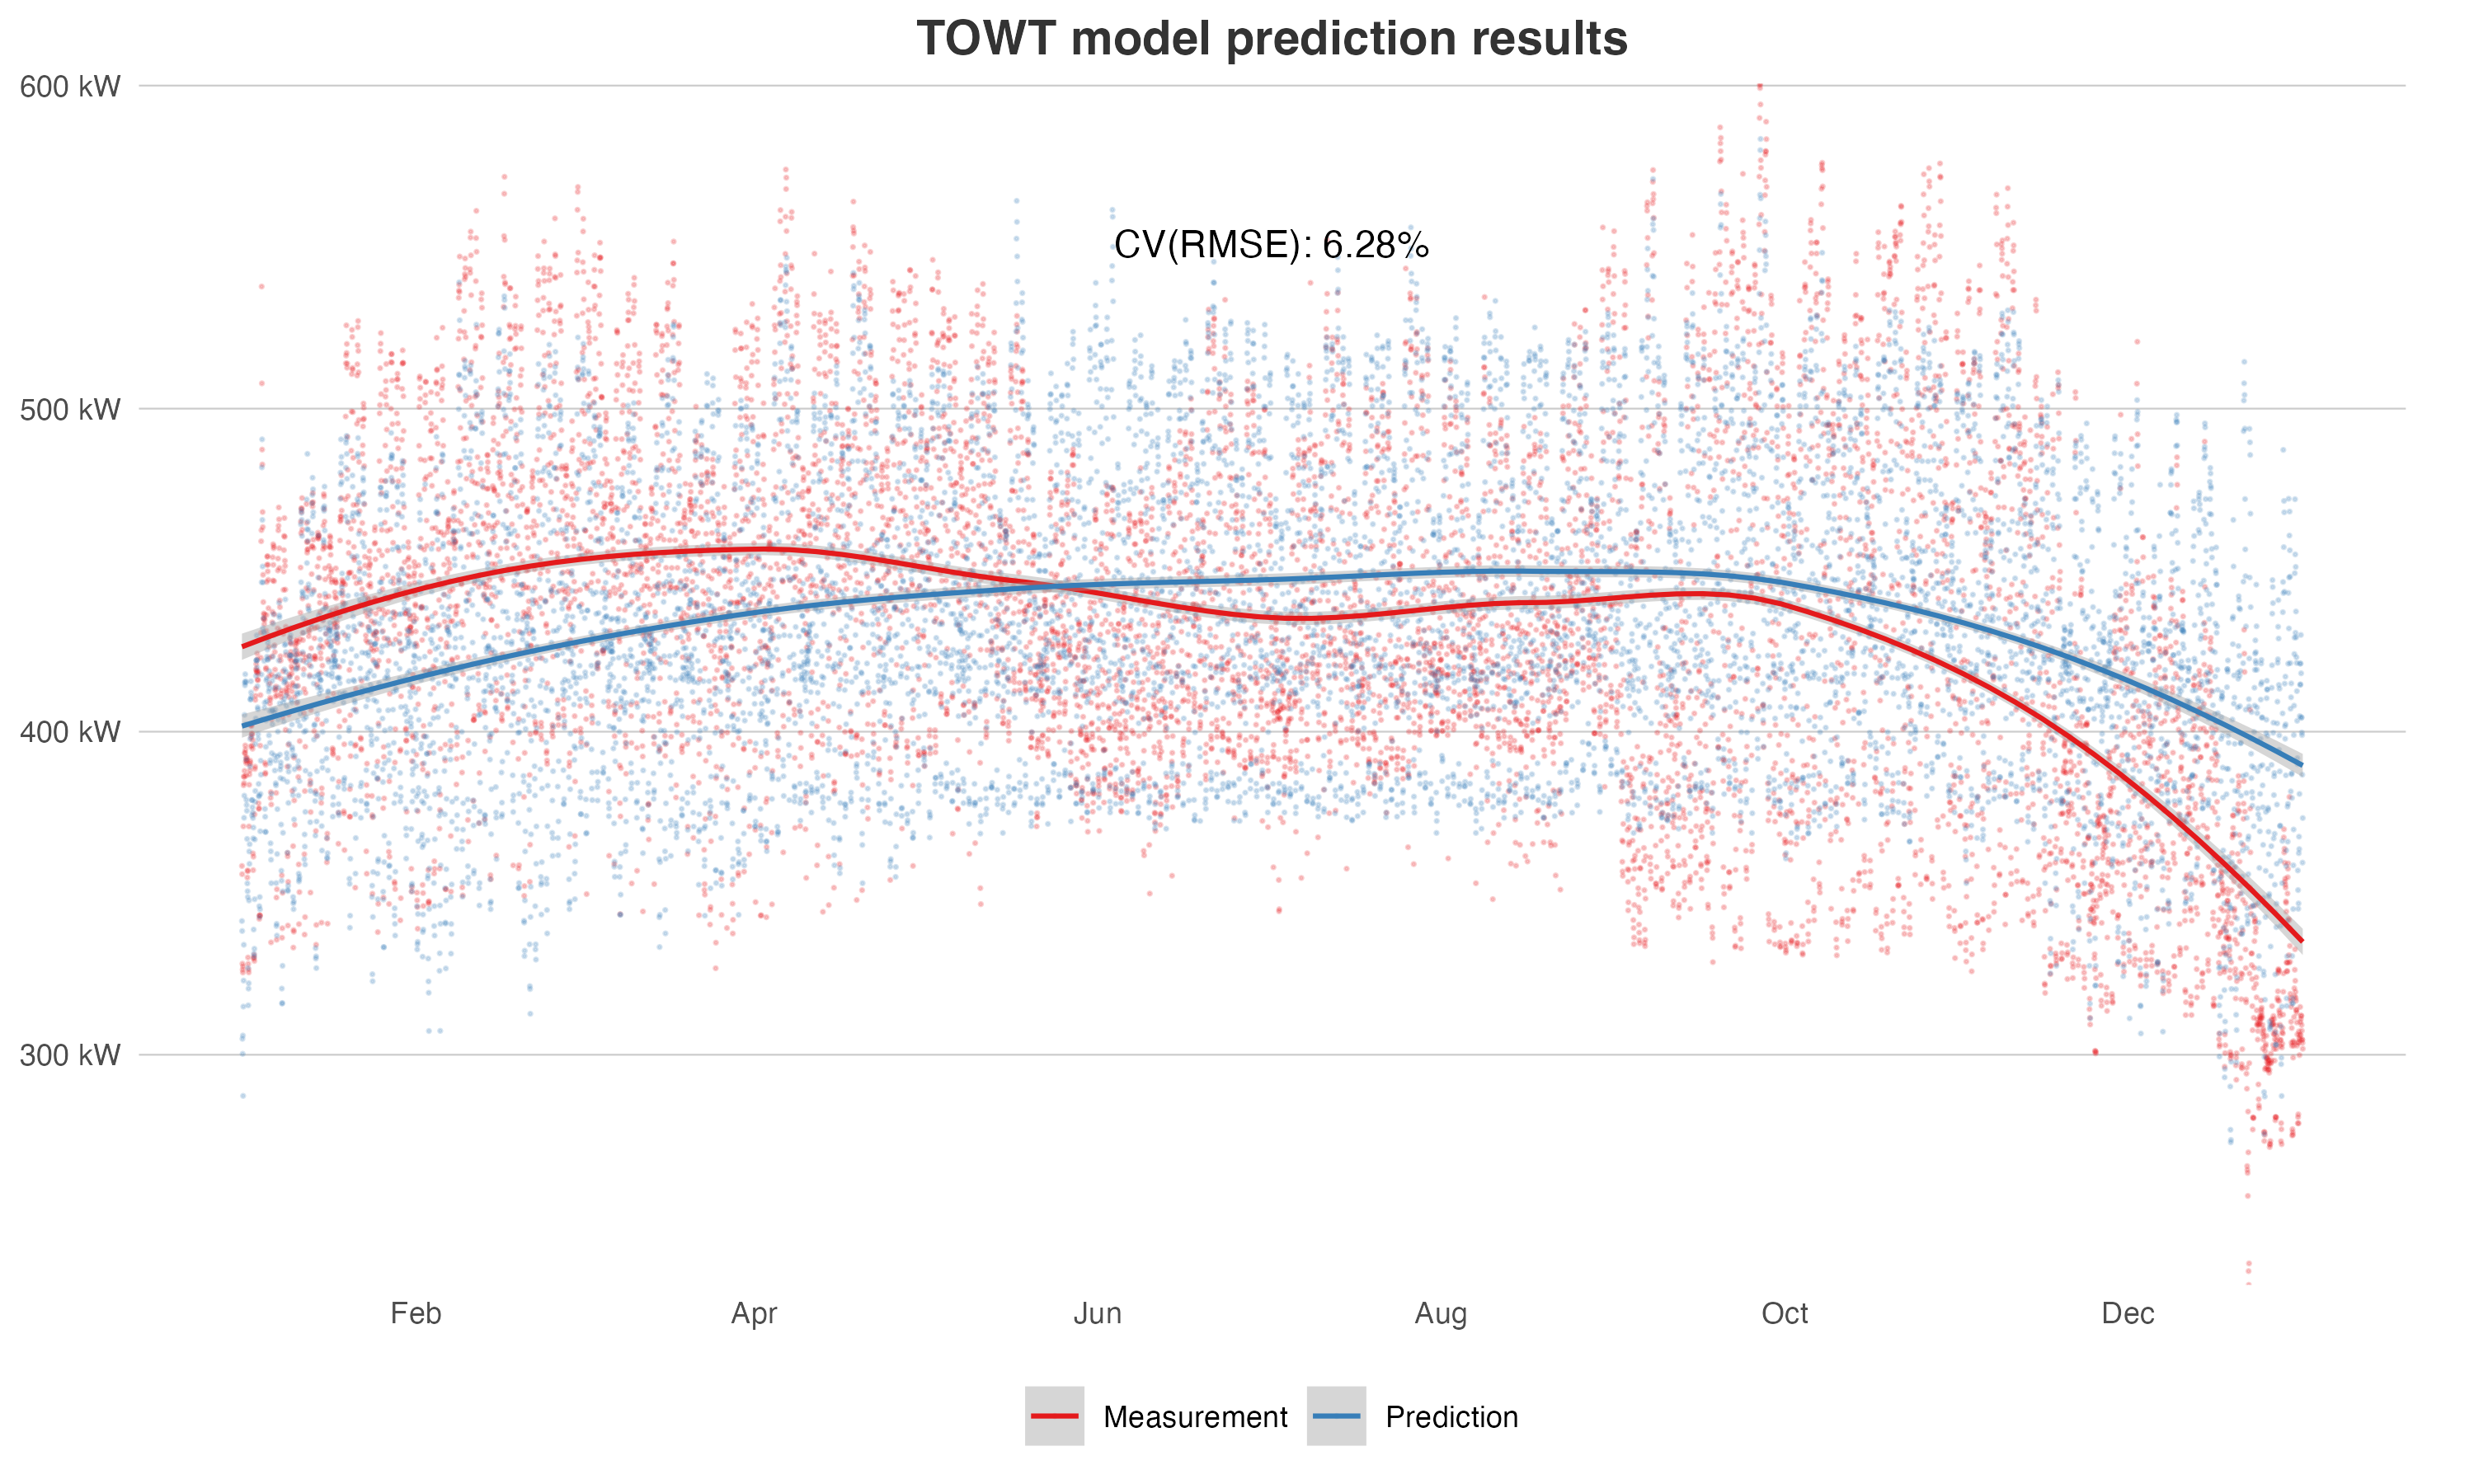 TOWT model prediction results
600 kW
CV(RMSE): 6.28%
500 kW
400 kW
300 kW
Feb Apr Jun Aug Oct Dec
Measurement Prediction